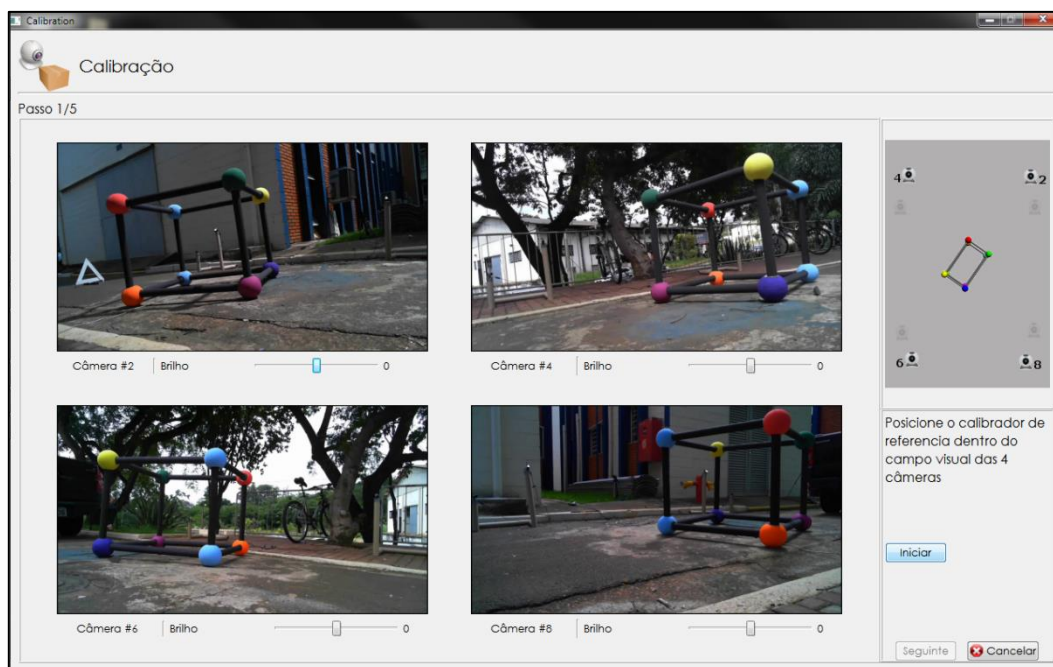 Calibration
Calibração
Passo 1/5
Câmera #2 Brilho 0
Câmera #4 Brilho 0
Câmera #6 Brilho 0
Câmera #8 Brilho 0
4 2
6 8
Posicione o calibrador de
referencia dentro do
campo visual das 4
câmeras
Iniciar
Seguinte Cancelar